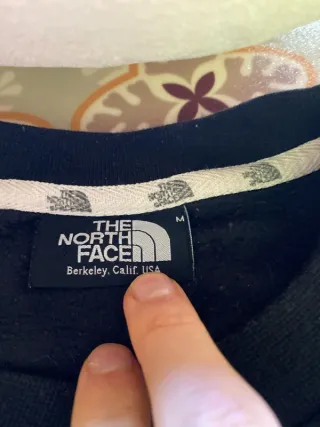 THE
NORTH
FACE
M
Berkeley, Calif. USA